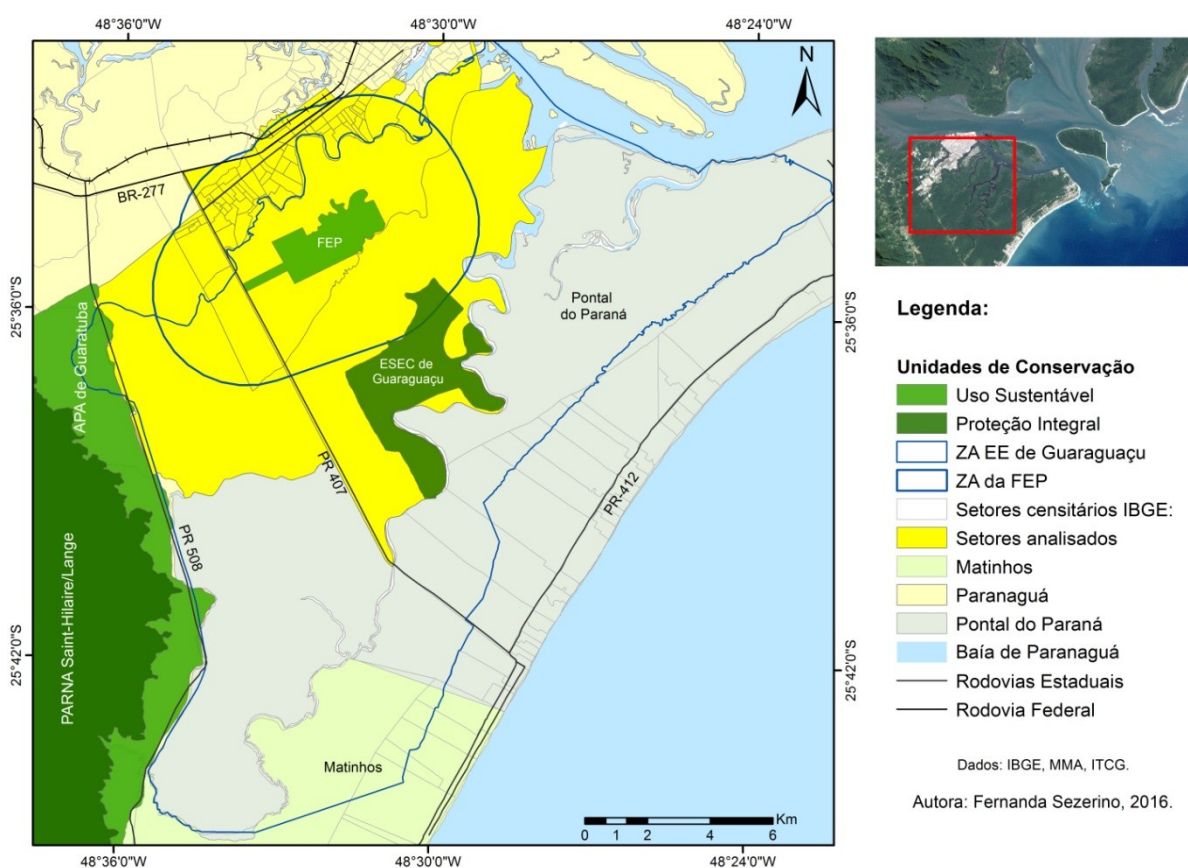 48°36'0"W
48°30'0"W
48°24'0"W
N
BR-277
FEP
25°36'0"S
25°36'0"S
APA de Guaratuba
Pontal
do Paraná
ESEC de
Guaraguaçu
PR 407
PR-412
PR 508
PARNA Saint-Hilaire/Lange
25°42'0"S
25°42'0"S
Matinhos
Km
0 1 2 4 6
48°36'0"W
48°30'0"W
48°24'0"W
Legenda:
Unidades de Conservação
Uso Sustentável
Proteção Integral
ZA EE de Guaraguaçu
ZA da FEP
Setores censitários IBGE:
Setores analisados
Matinhos
Paranaguá
Pontal do Paraná
Baía de Paranaguá
Rodovias Estaduais
Rodovia Federal
Dados: IBGE, MMA, ITCG.
Autora: Fernanda Sezerino, 2016.